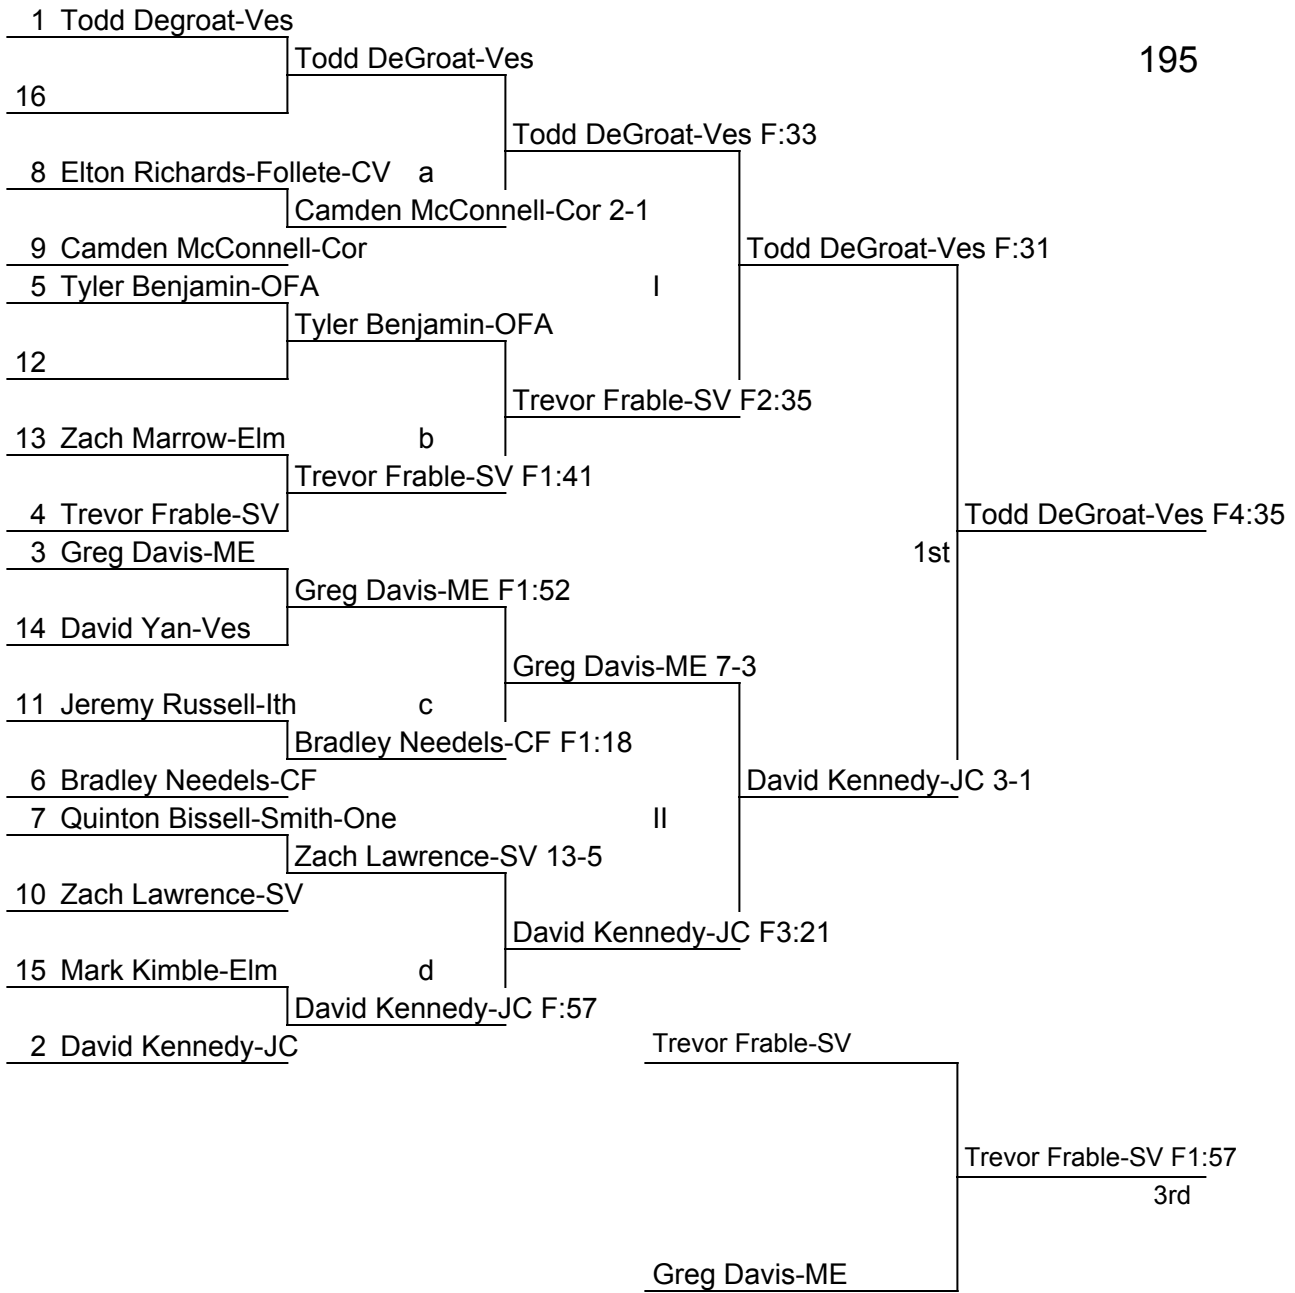 1 Todd Degroat-Ves
Todd DeGroat-Ves
195
16
Todd DeGroat-Ves F:33
8 Elton Richards-Follete-CV a
Camden McConnell-Cor 2-1
9 Camden McConnell-Cor
Todd DeGroat-Ves F:31
5 Tyler Benjamin-OFA
I
Tyler Benjamin-OFA
12
Trevor Frable-SV F2:35
13 Zach Marrow-Elm b
Trevor Frable-SV F1:41
4 Trevor Frable-SV
Todd DeGroat-Ves F4:35
3 Greg Davis-ME
1st
Greg Davis-ME F1:52
14 David Yan-Ves
Greg Davis-ME 7-3
11 Jeremy Russell-Ith c
Bradley Needels-CF F1:18
6 Bradley Needels-CF
David Kennedy-JC 3-1
7 Quinton Bissell-Smith-One
II
Zach Lawrence-SV 13-5
10 Zach Lawrence-SV
David Kennedy-JC F3:21
15 Mark Kimble-Elm d
David Kennedy-JC F:57
2 David Kennedy-JC
Trevor Frable-SV
Trevor Frable-SV F1:57
3rd
Greg Davis-ME